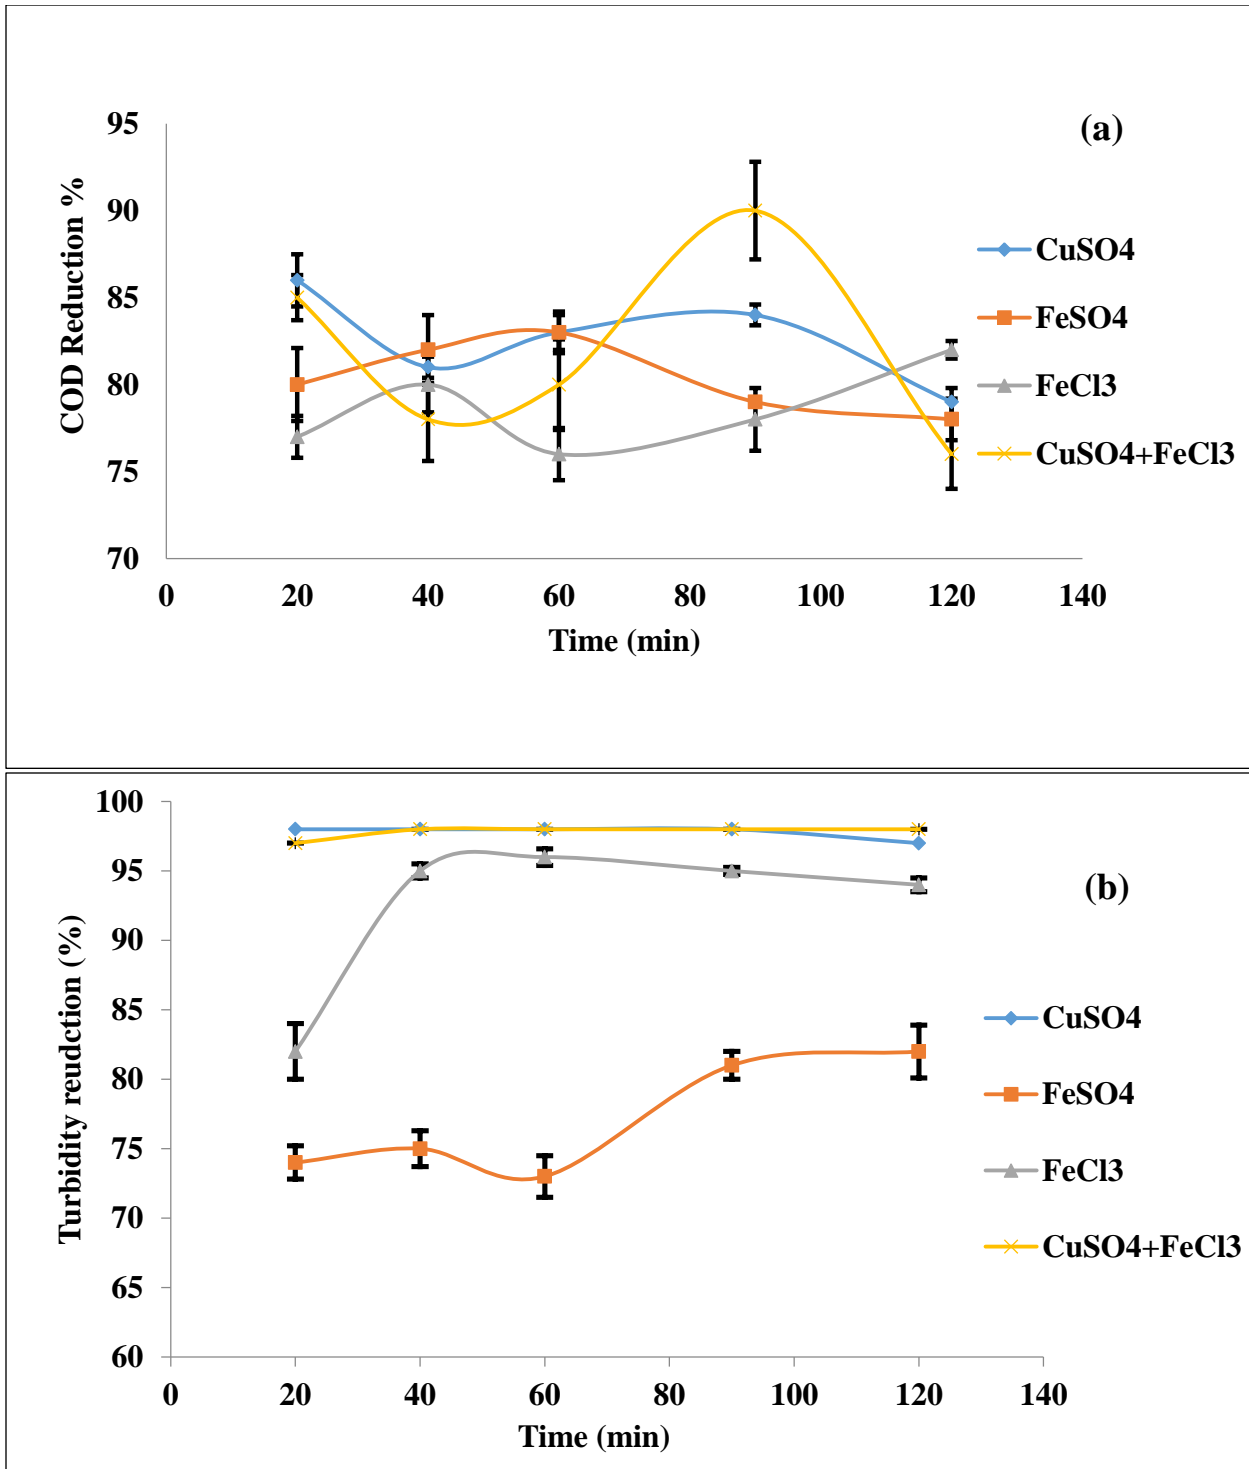 (a)
95
90
85
80
75
70
COD Reduction %
0 20 40 60 80 100 120 140
Time (min)
CuSO4
FeSO4
FeCl3
CuSO4+FeCl3
(b)
100
95
90
85
80
75
70
65
60
Turbidity reudction (%)
0 20 40 60 80 100 120 140
Time (min)
CuSO4
FeSO4
FeCl3
CuSO4+FeCl3